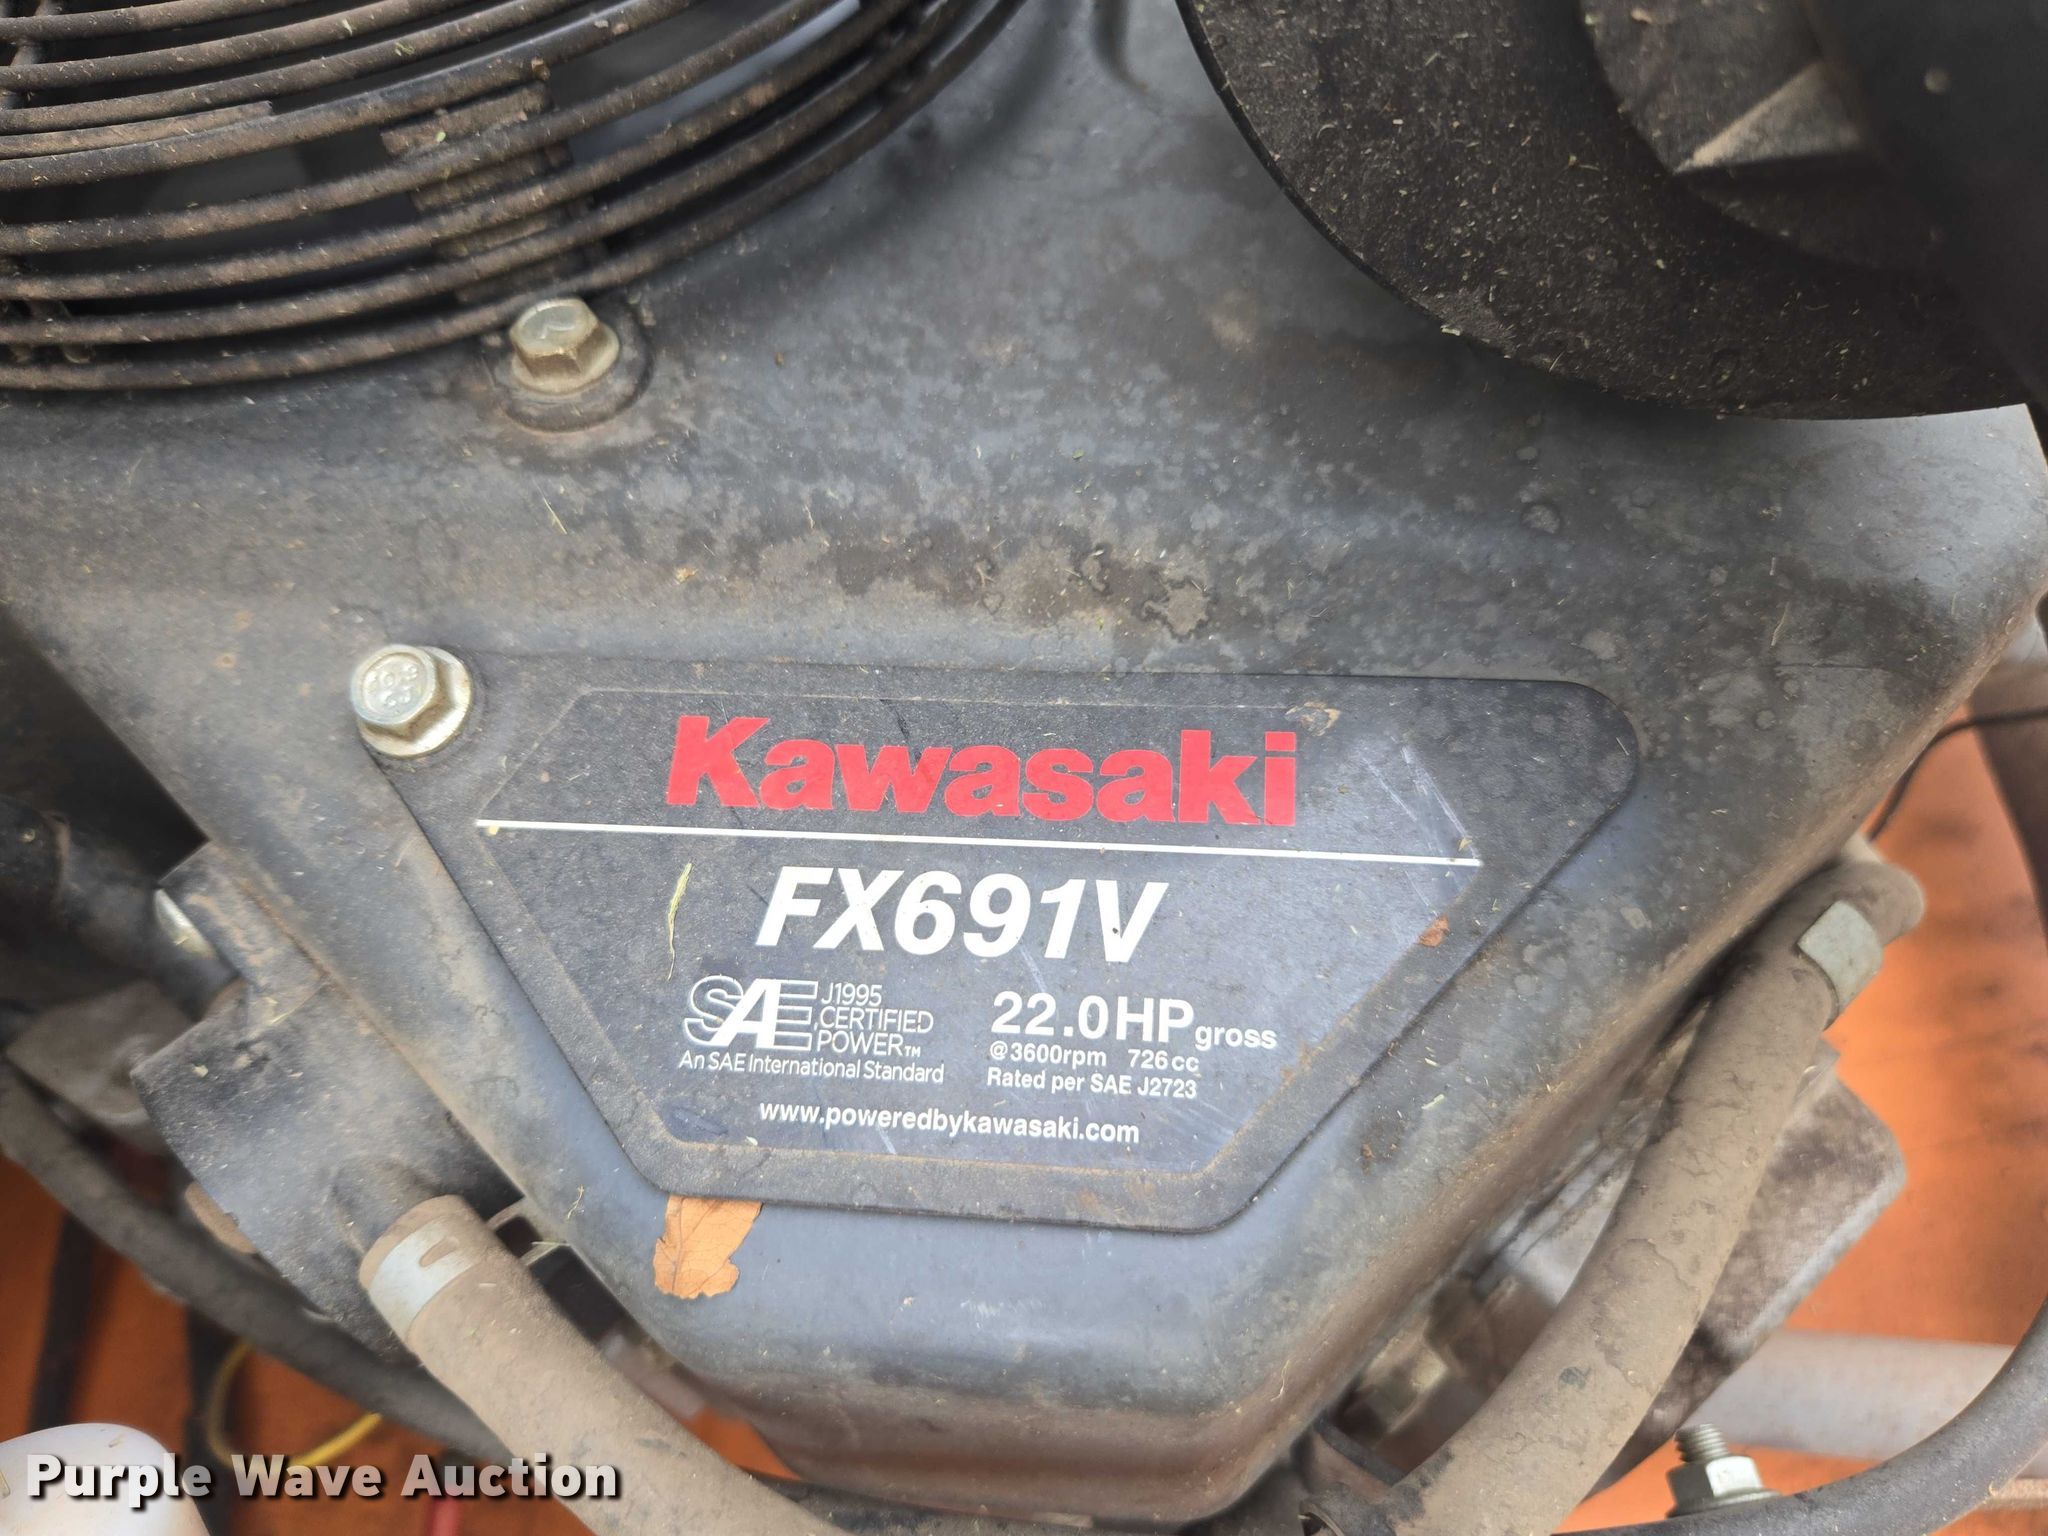 Kawasaki
FX691V
SAE J1995
CERTIFIED
POWER™
An SAE International Standard
22.0HP gross
@3600rpm 726cc
Rated per SAE J2723
www.poweredbykawasaki.com
Purple Wave Auction